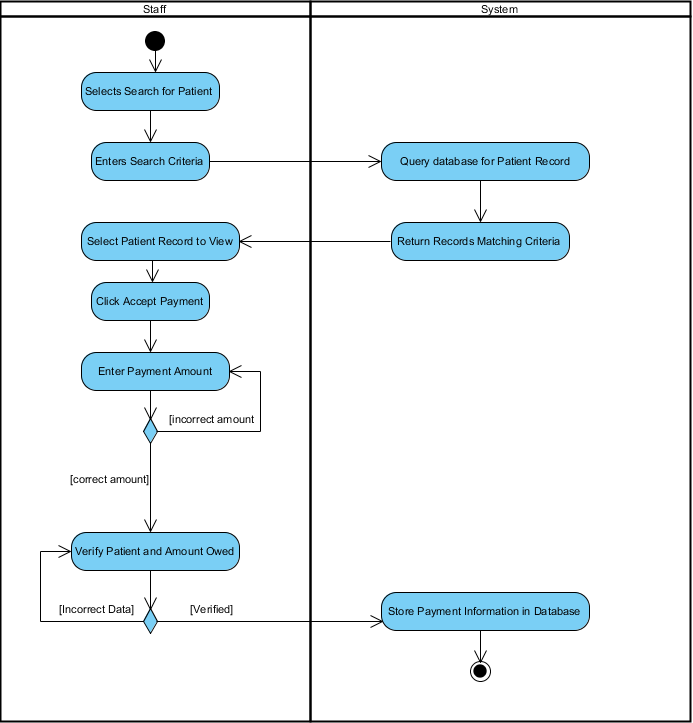 Staff
System
Selects Search for Patient
Enters Search Criteria
Query database for Patient Record
Select Patient Record to View
Return Records Matching Criteria
Click Accept Payment
Enter Payment Amount
[incorrect amount
[correct amount]
Verify Patient and Amount Owed
[Incorrect Data]
[Verified]
Store Payment Information in Database